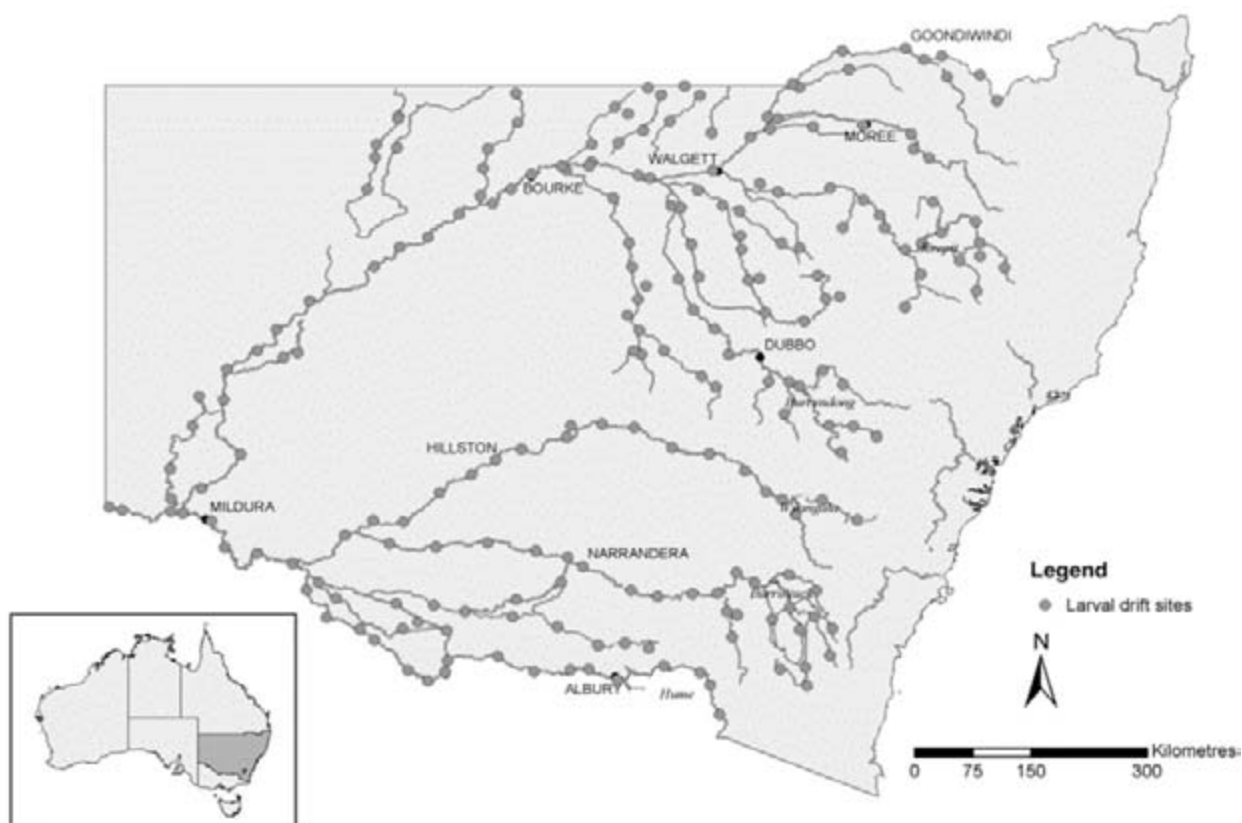 GOONDIWINDI
MOREE
WALGETT
BOURKE
DUBBO
Burrendong
HILLSTON
MILDURA
NARRANDERA
ALBURY
Hume
Legend
Larval drift sites
N
Kilometres
0 75 150 300